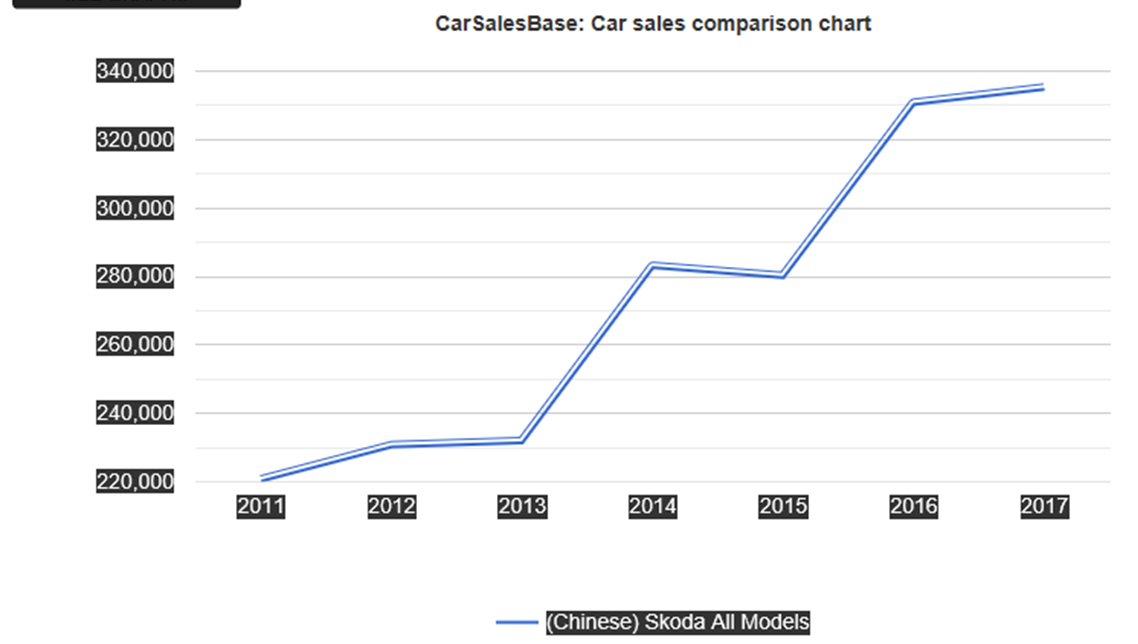 CarSalesBase: Car sales comparison chart
340,000
320,000
300,000
280,000
260,000
240,000
220,000
2011 2012 2013 2014 2015 2016 2017
(Chinese) Skoda All Models